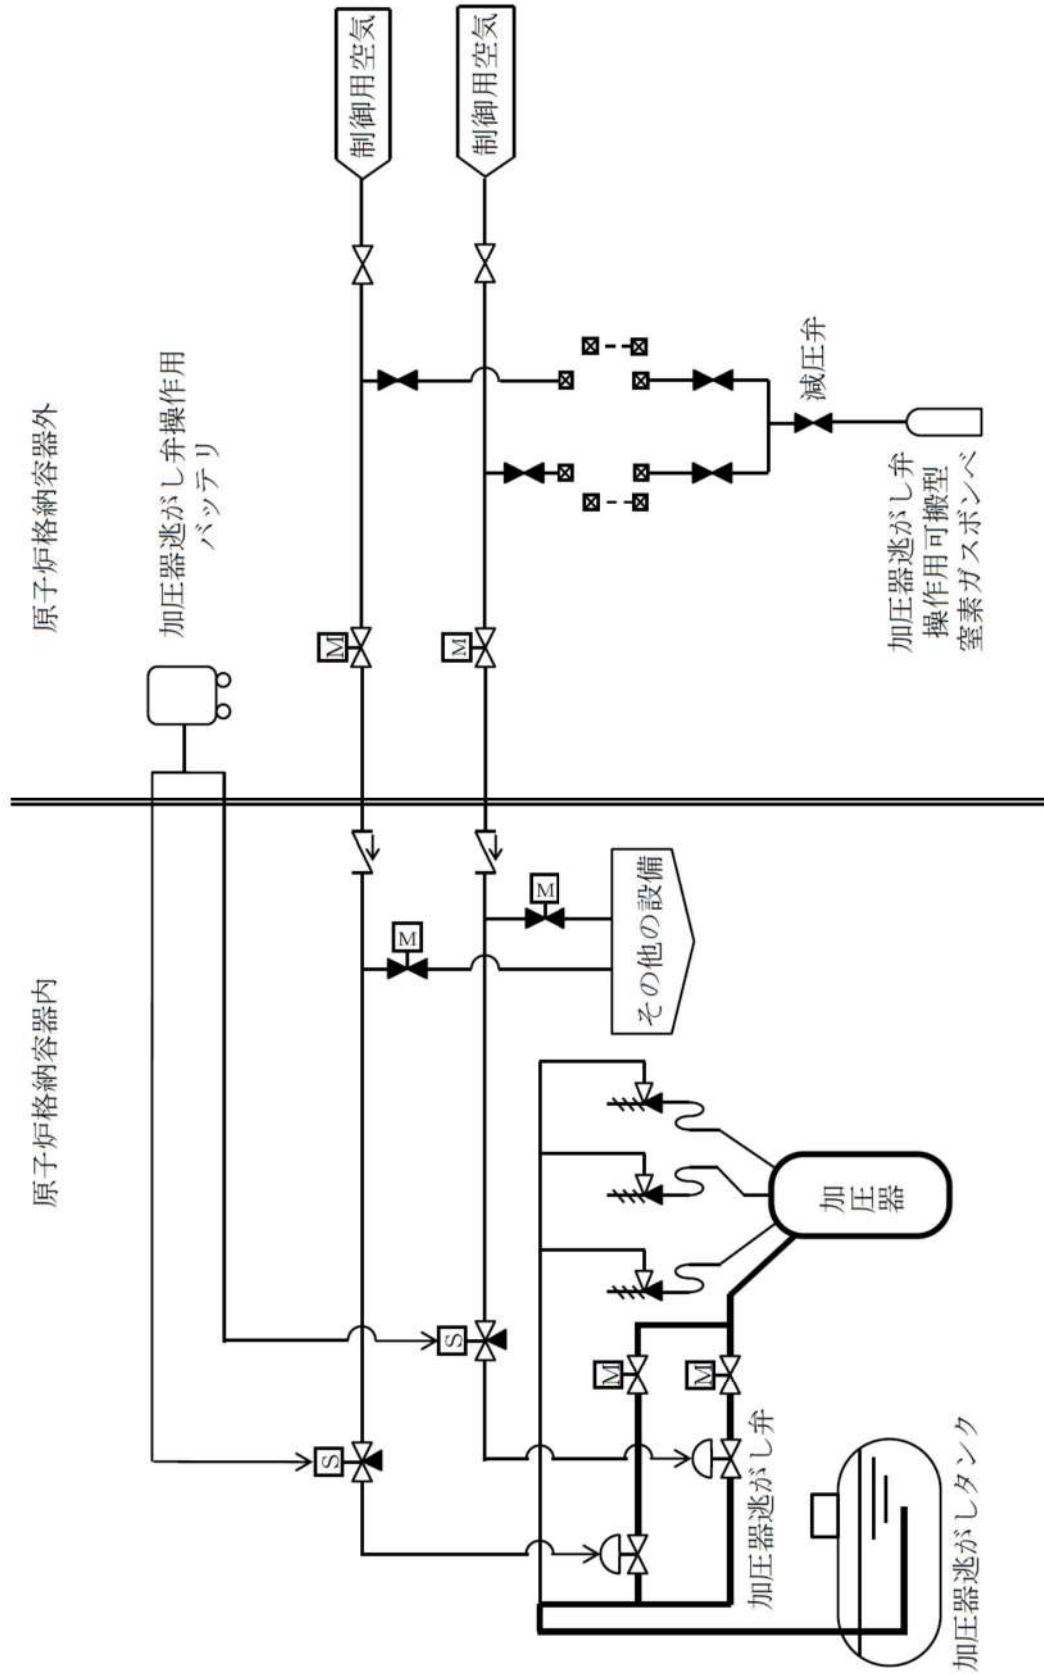 原子炉格納容器内
原子炉格納容器外
加圧器逃がし弁操作用
バッテリ
制御用空気
制御用空気
M
M
M
M
S
S
M
M
その他の設備
減圧弁
加圧器逃がし弁
操作用可搬型
窒素ガスボンベ
加圧器
加圧器逃がし弁
加圧器逃がしタンク